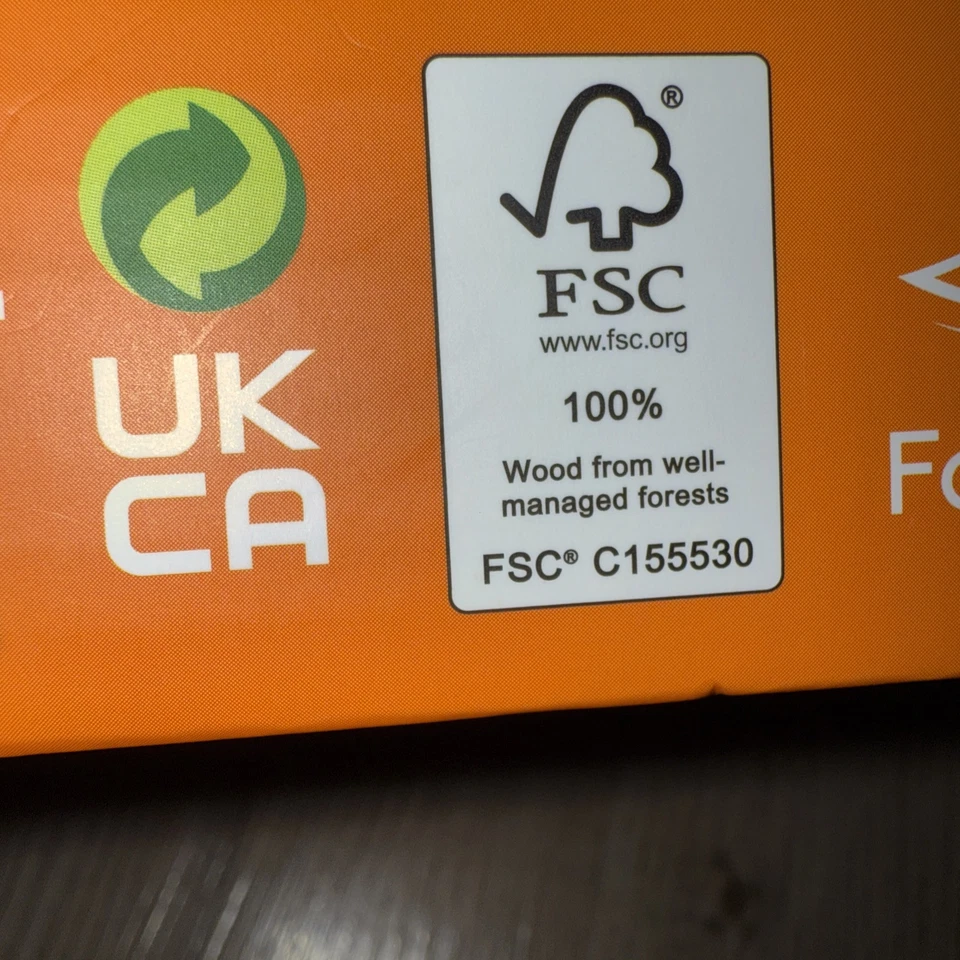 UK
CA
®
FSC
www.fsc.org
100%
Wood from well-
managed forests
FSC® C155530